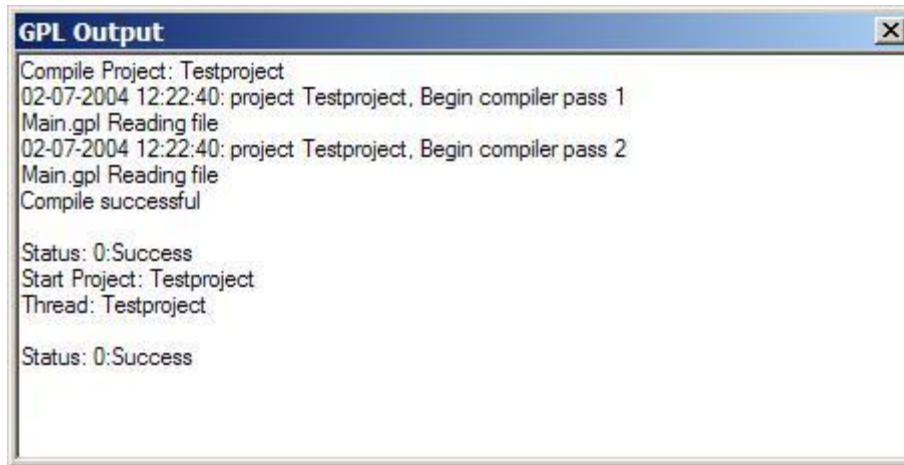 GPL Output
Compile Project: Testproject
02-07-2004 12:22:40: project Testproject, Begin compiler pass 1
Main.gpl Reading file
02-07-2004 12:22:40: project Testproject, Begin compiler pass 2
Main.gpl Reading file
Compile successful
Status: 0:Success
Start Project: Testproject
Thread: Testproject
Status: 0:Success